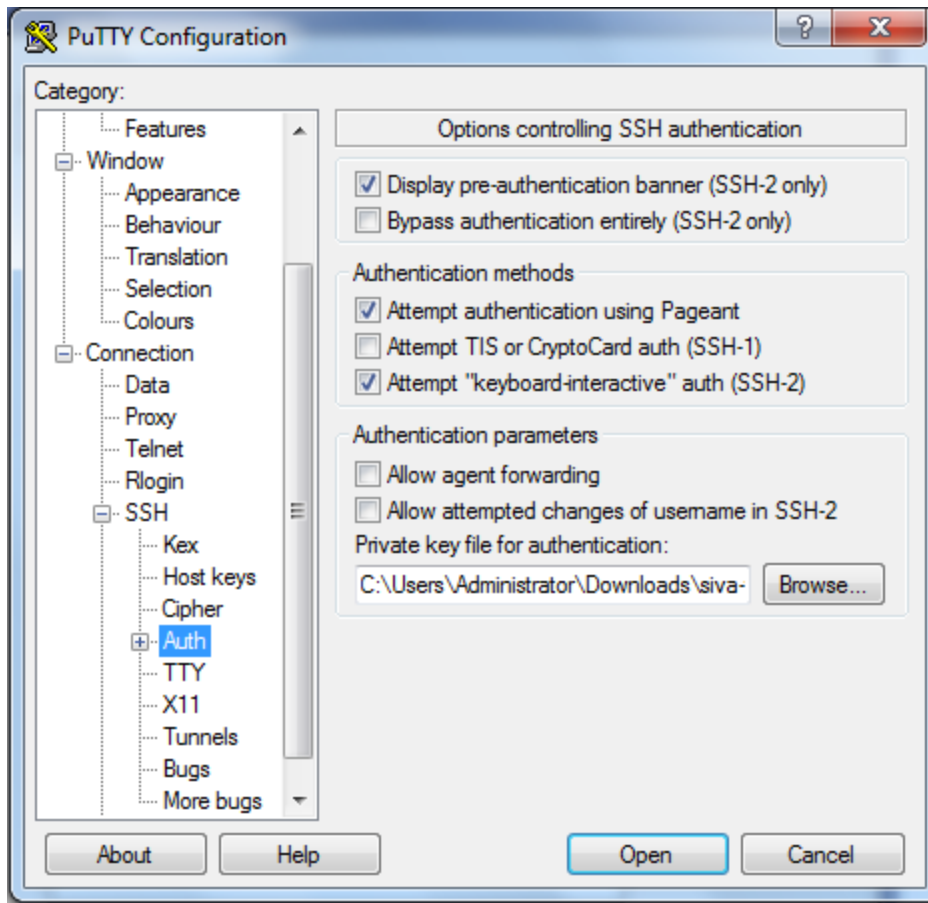 PuTTY Configuration
Category:
Features
Window
Appearance
Behaviour
Translation
Selection
Colours
Connection
Data
Proxy
Telnet
Rlogin
SSH
Kex
Host keys
Cipher
Auth
TTY
X11
Tunnels
Bugs
More bugs
Options controlling SSH authentication
Display pre-authentication banner (SSH-2 only)
Bypass authentication entirely (SSH-2 only)
Authentication methods
Attempt authentication using Pageant
Attempt TIS or CryptoCard auth (SSH-1)
Attempt "keyboard-interactive" auth (SSH-2)
Authentication parameters
Allow agent forwarding
Allow attempted changes of username in SSH-2
Private key file for authentication:
C:\Users\Administrator\Downloads\siva- Browse...
About Help Open Cancel